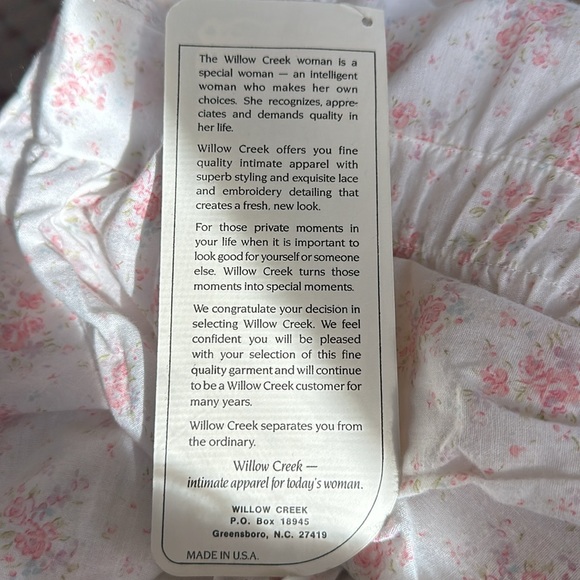 The Willow Creek woman is a
special woman — an intelligent
woman who makes her own
choices. She recognizes, appre-
ciates and demands quality in
her life.
Willow Creek offers you fine
quality intimate apparel with
superb styling and exquisite lace
and embroidery detailing that
creates a fresh, new look.
For those private moments in
your life when it is important to
look good for yourself or someone
else. Willow Creek turns those
moments into special moments.
We congratulate your decision in
selecting Willow Creek. We feel
confident you will be pleased
with your selection of this fine
quality garment and will continue
to be a Willow Creek customer for
many years.
Willow Creek separates you from
the ordinary.
Willow Creek —
intimate apparel for today's woman.
WILLOW CREEK
P.O. Box 18945
Greensboro, N.C. 27419
MADE IN U.S.A.